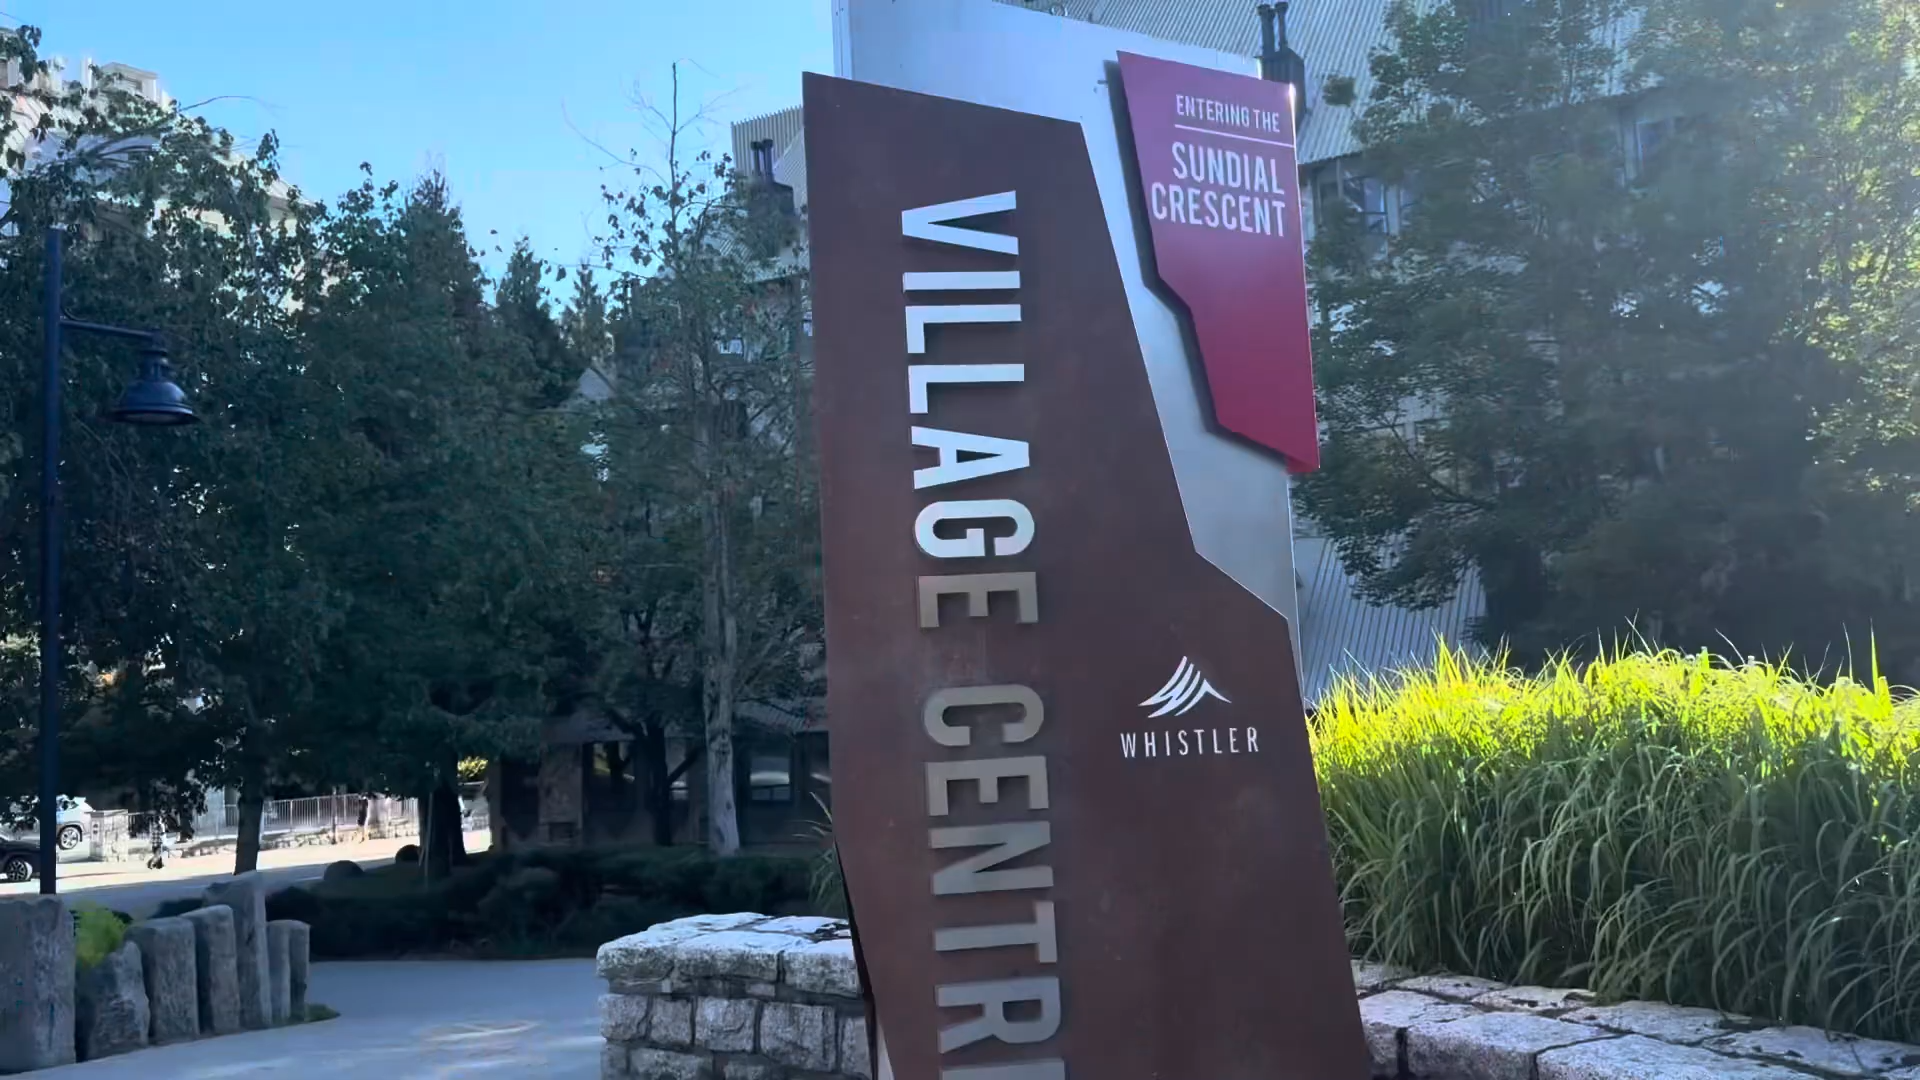 ENTERING THE
SUNDIAL
CRESCENT
VILLAGE CENTR
WHISTLER